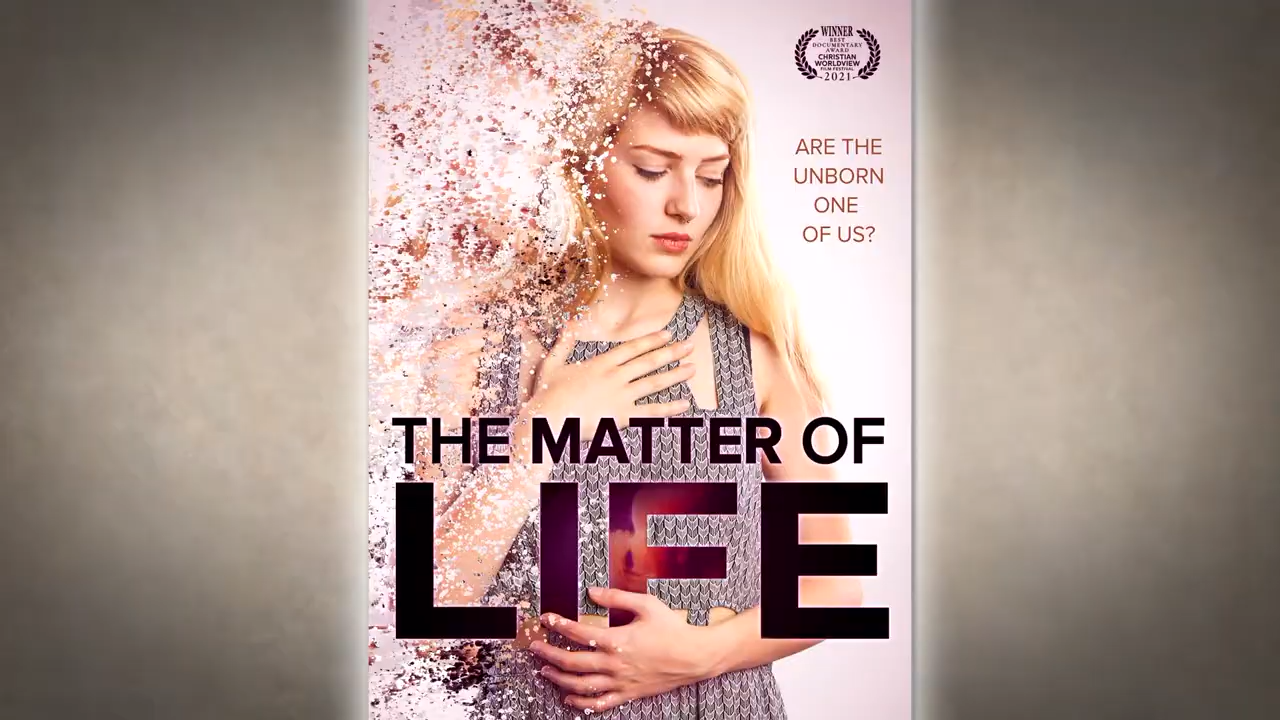 WINNER
BEST
DOCUMENTARY
AWARD
CHRISTIAN
WORLDVIEW
FILM FESTIVAL
2021
ARE THE
UNBORN
ONE
OF US?
THE MATTER OF
LIFE